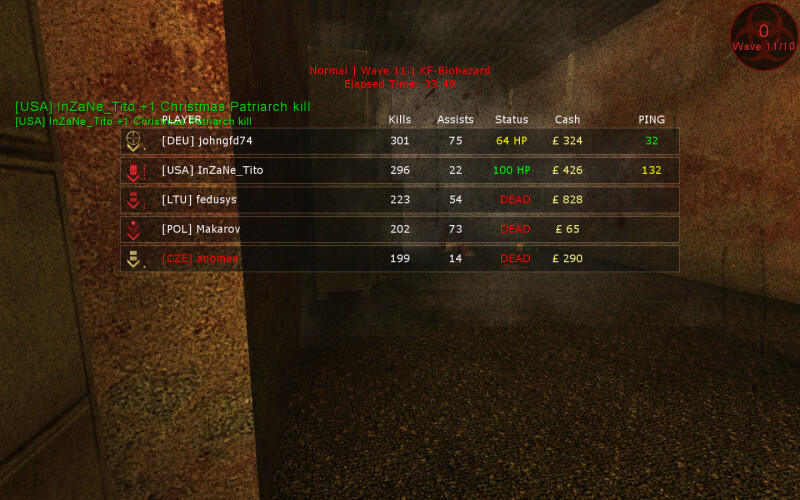 0
Wave 11/10
Normal | Wave 11 | KF-Biohazard
Elapsed Time: 33:48
[USA] InZaNe_Tito +1 Christmas Patriarch kill
[USA] InZaNe_Tito +1 Christmas Patriarch kill
PLAYER Kills Assists Status Cash PING
[DEU] johngfd74 301 75 64 HP £ 324 32
[USA] InZaNe_Tito 296 22 100 HP £ 426 132
[LTU] fedusys 223 54 DEAD £ 828
[POL] Makarov 202 73 DEAD £ 65
[CZE] anomas 199 14 DEAD £ 290